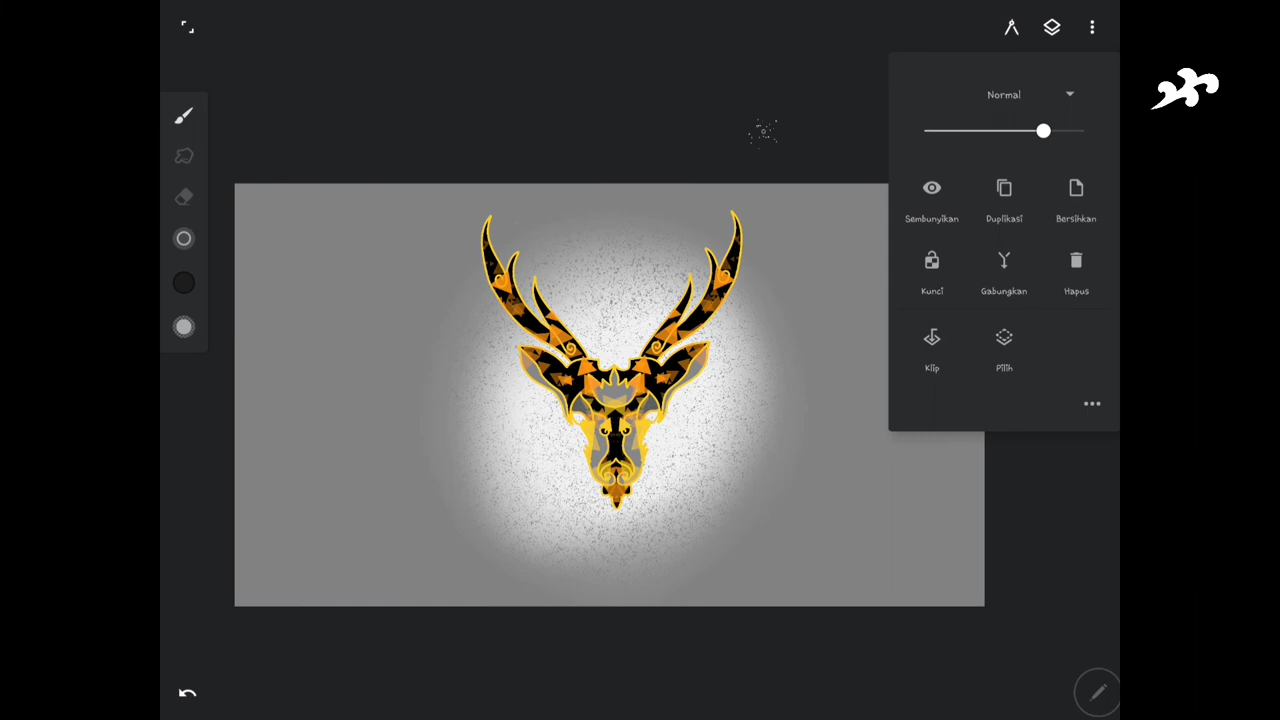 Normal
Sembunyikan Duplikasi Bersihkan
Kunci Gabungkan Hapus
Klip Pilih